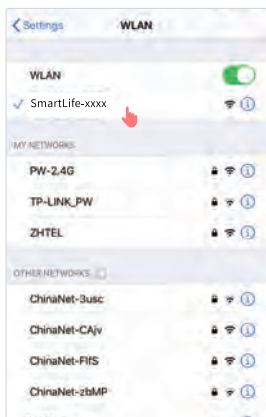 Settings
WLAN
WLAN
SmartLife-xxxx
MY NETWORKS
PW-2.4G
TP-LINK_PW
ZHTEL
OTHER NETWORKS
ChinaNet-3usc
ChinaNet-CAjv
ChinaNet-FlfS
ChinaNet-zbMP